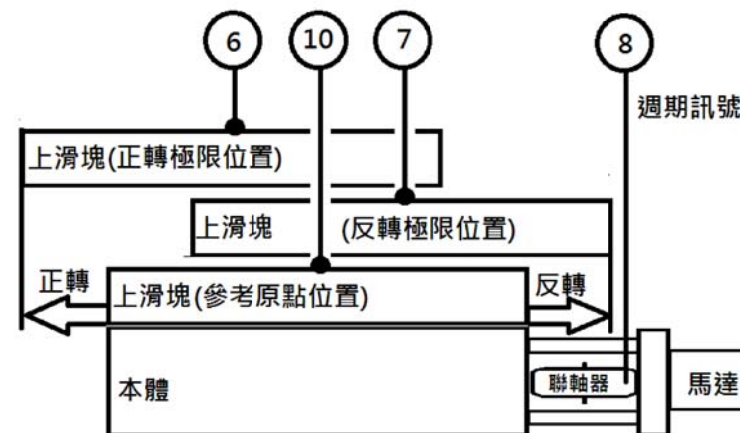 6
10
7
8
週期訊號
上滑塊(正轉極限位置)
上滑塊 (反轉極限位置)
正轉
上滑塊(參考原點位置)
反轉
本體
聯軸器
馬達